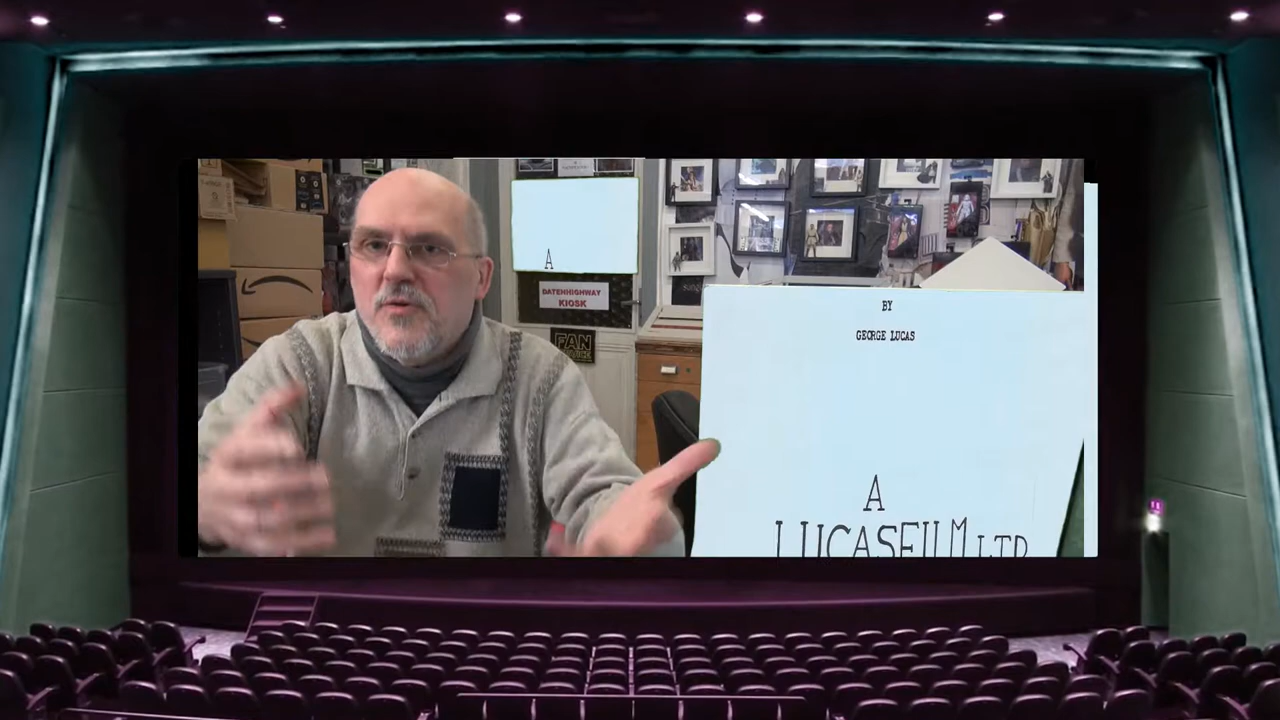 A
DATENHIGHWAY
KIOSK
FAN
BY
GEORGE LUCAS
A
LUCASFILM LTD